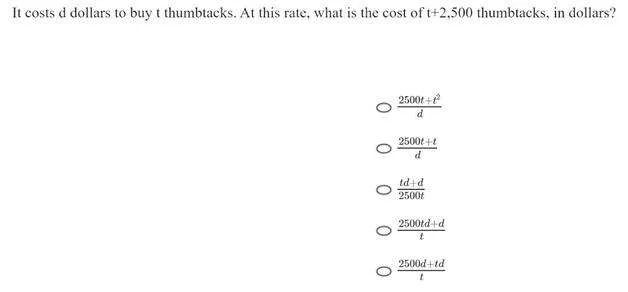 It costs d dollars to buy t thumbtacks. At this rate, what is the cost of t+2,500 thumbtacks, in dollars?
2500t+t²
d
2500t+t
d
td+d
2500t
2500td+d
t
2500d+td
t